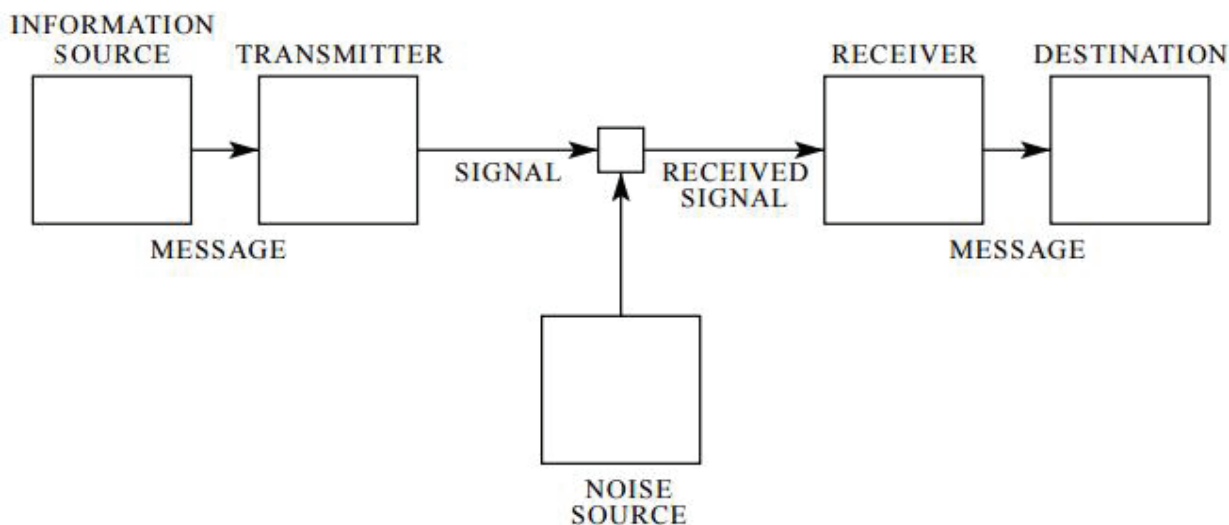 INFORMATION
SOURCE
TRANSMITTER
RECEIVER
DESTINATION
SIGNAL
RECEIVED
SIGNAL
MESSAGE
MESSAGE
NOISE
SOURCE